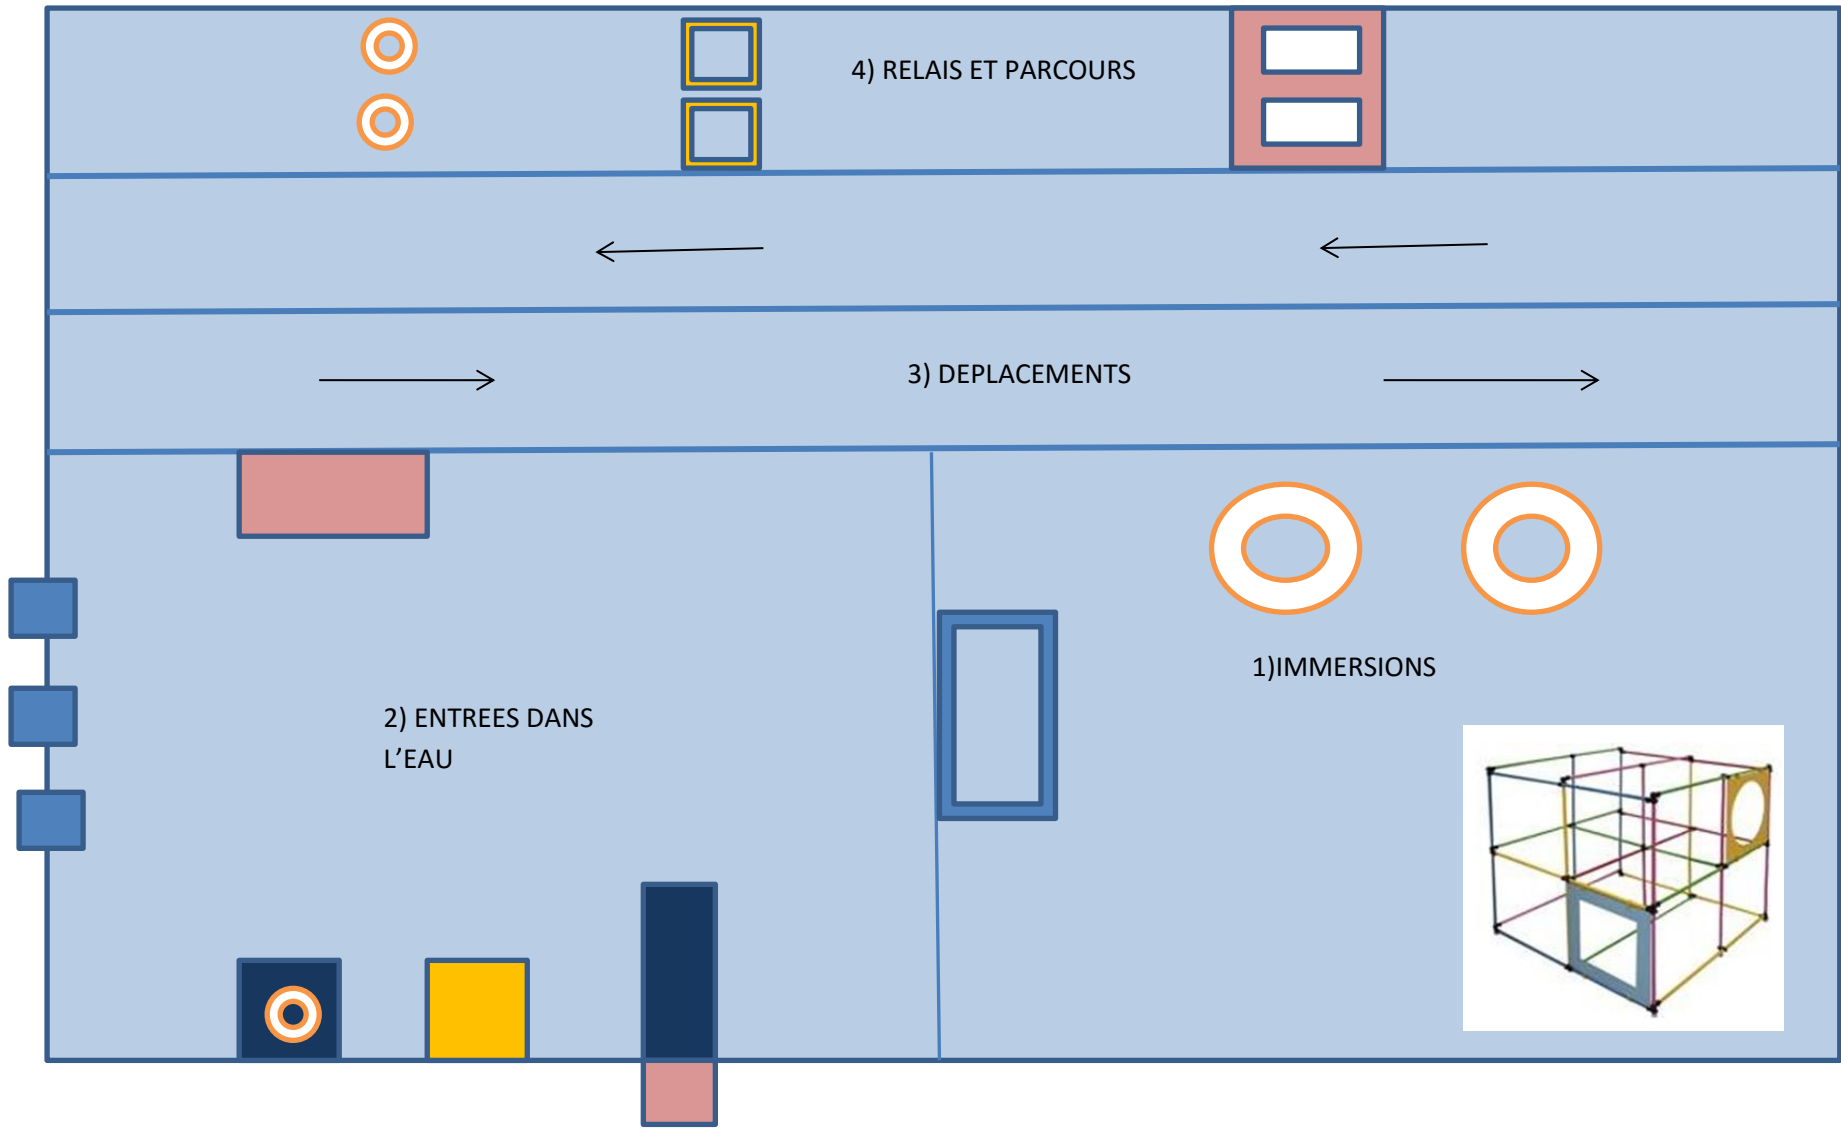 4) RELAIS ET PARCOURS
3) DEPLACEMENTS
1)IMMERSIONS
2) ENTREES DANS
L’EAU